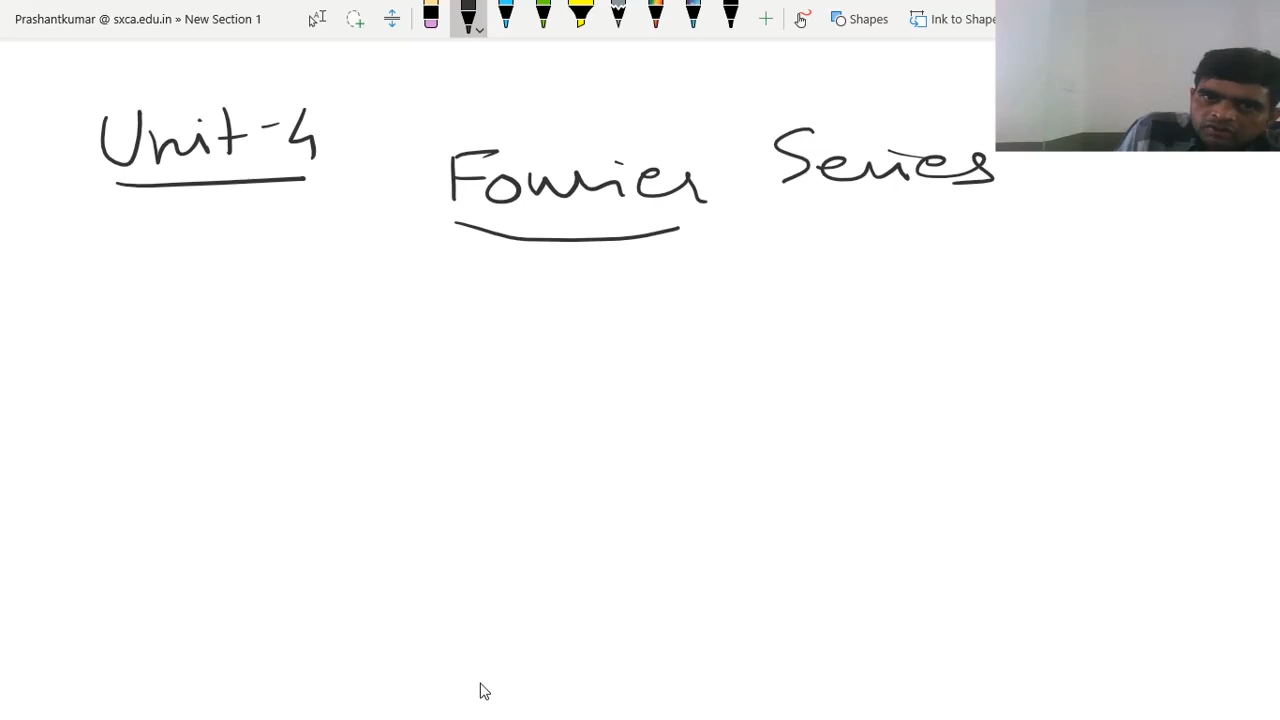 Prashantkumar @ sxca.edu.in » New Section 1
Shapes
Ink to Shape
Unit-4
Fourier Series